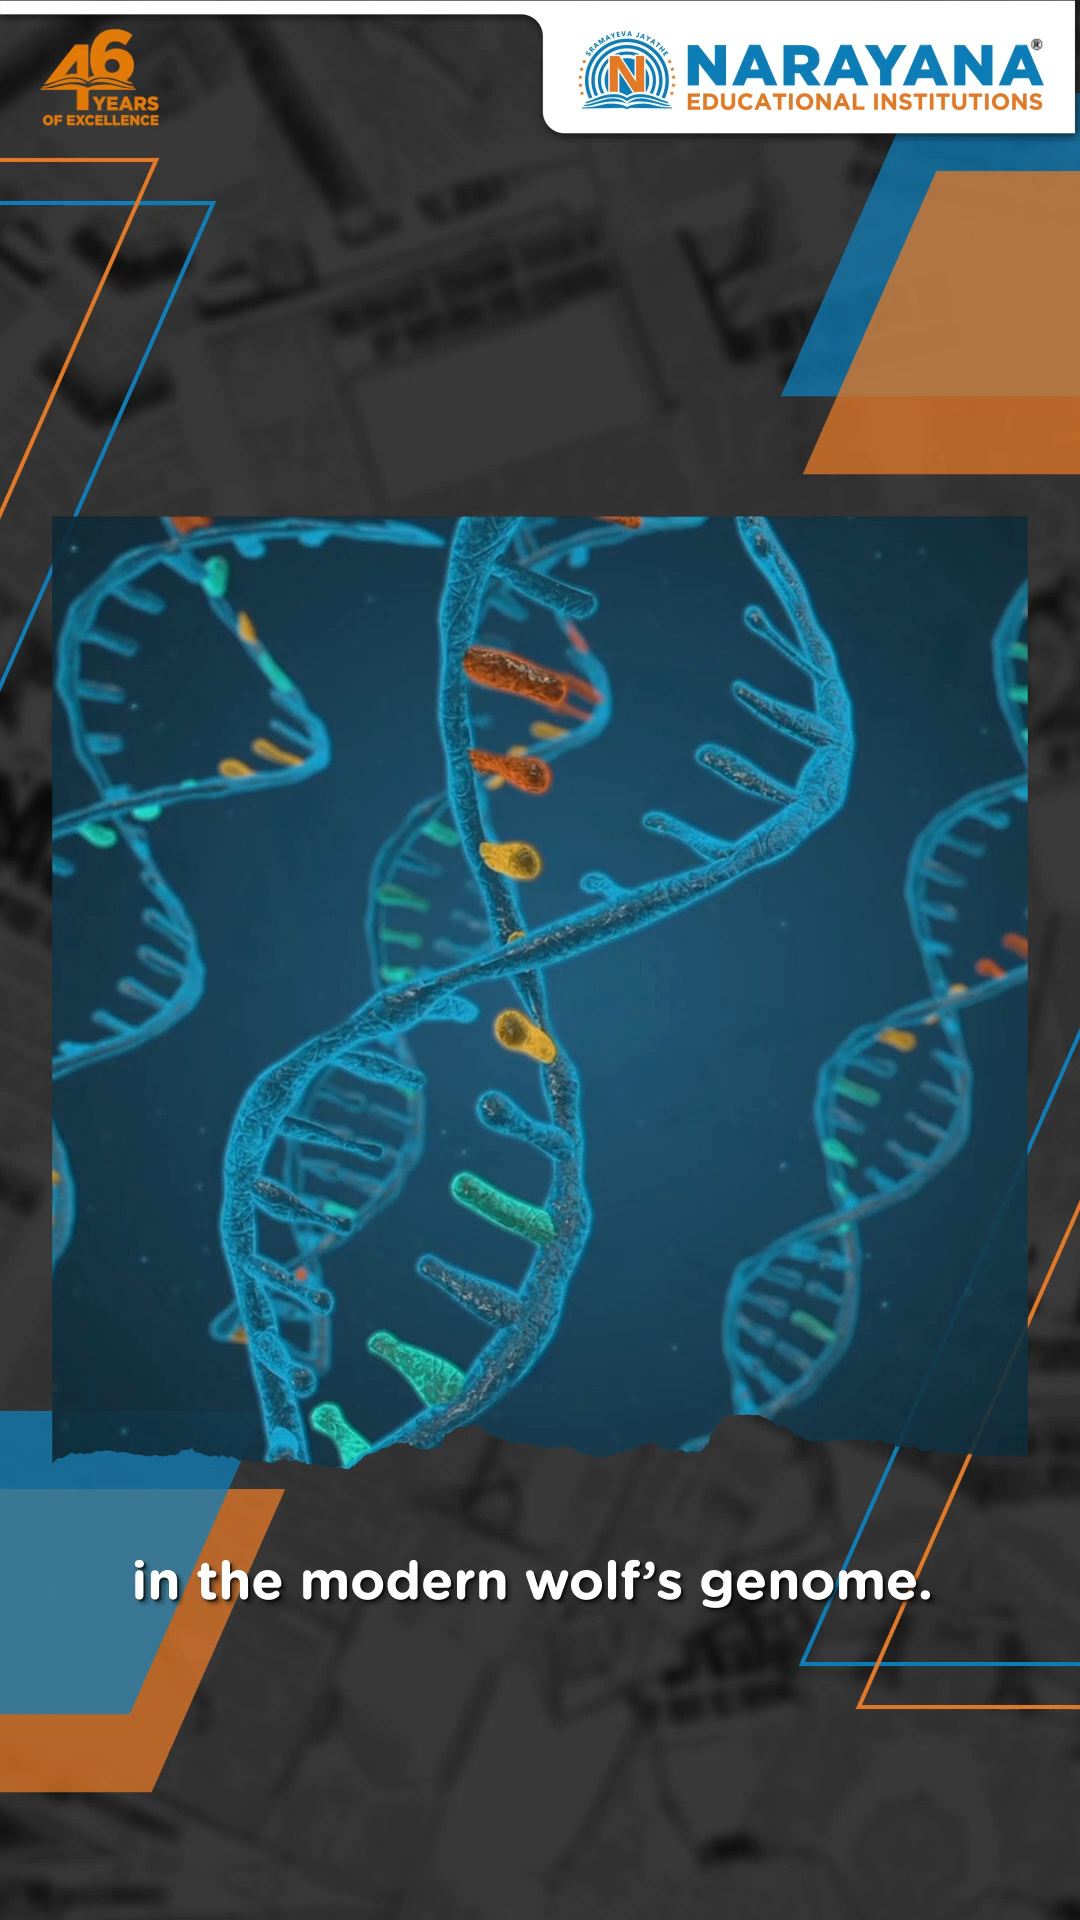 46
YEARS
OF EXCELLENCE
SRAMAYEVA JAYATHE
N
NARAYANA®
EDUCATIONAL INSTITUTIONS
in the modern wolf’s genome.